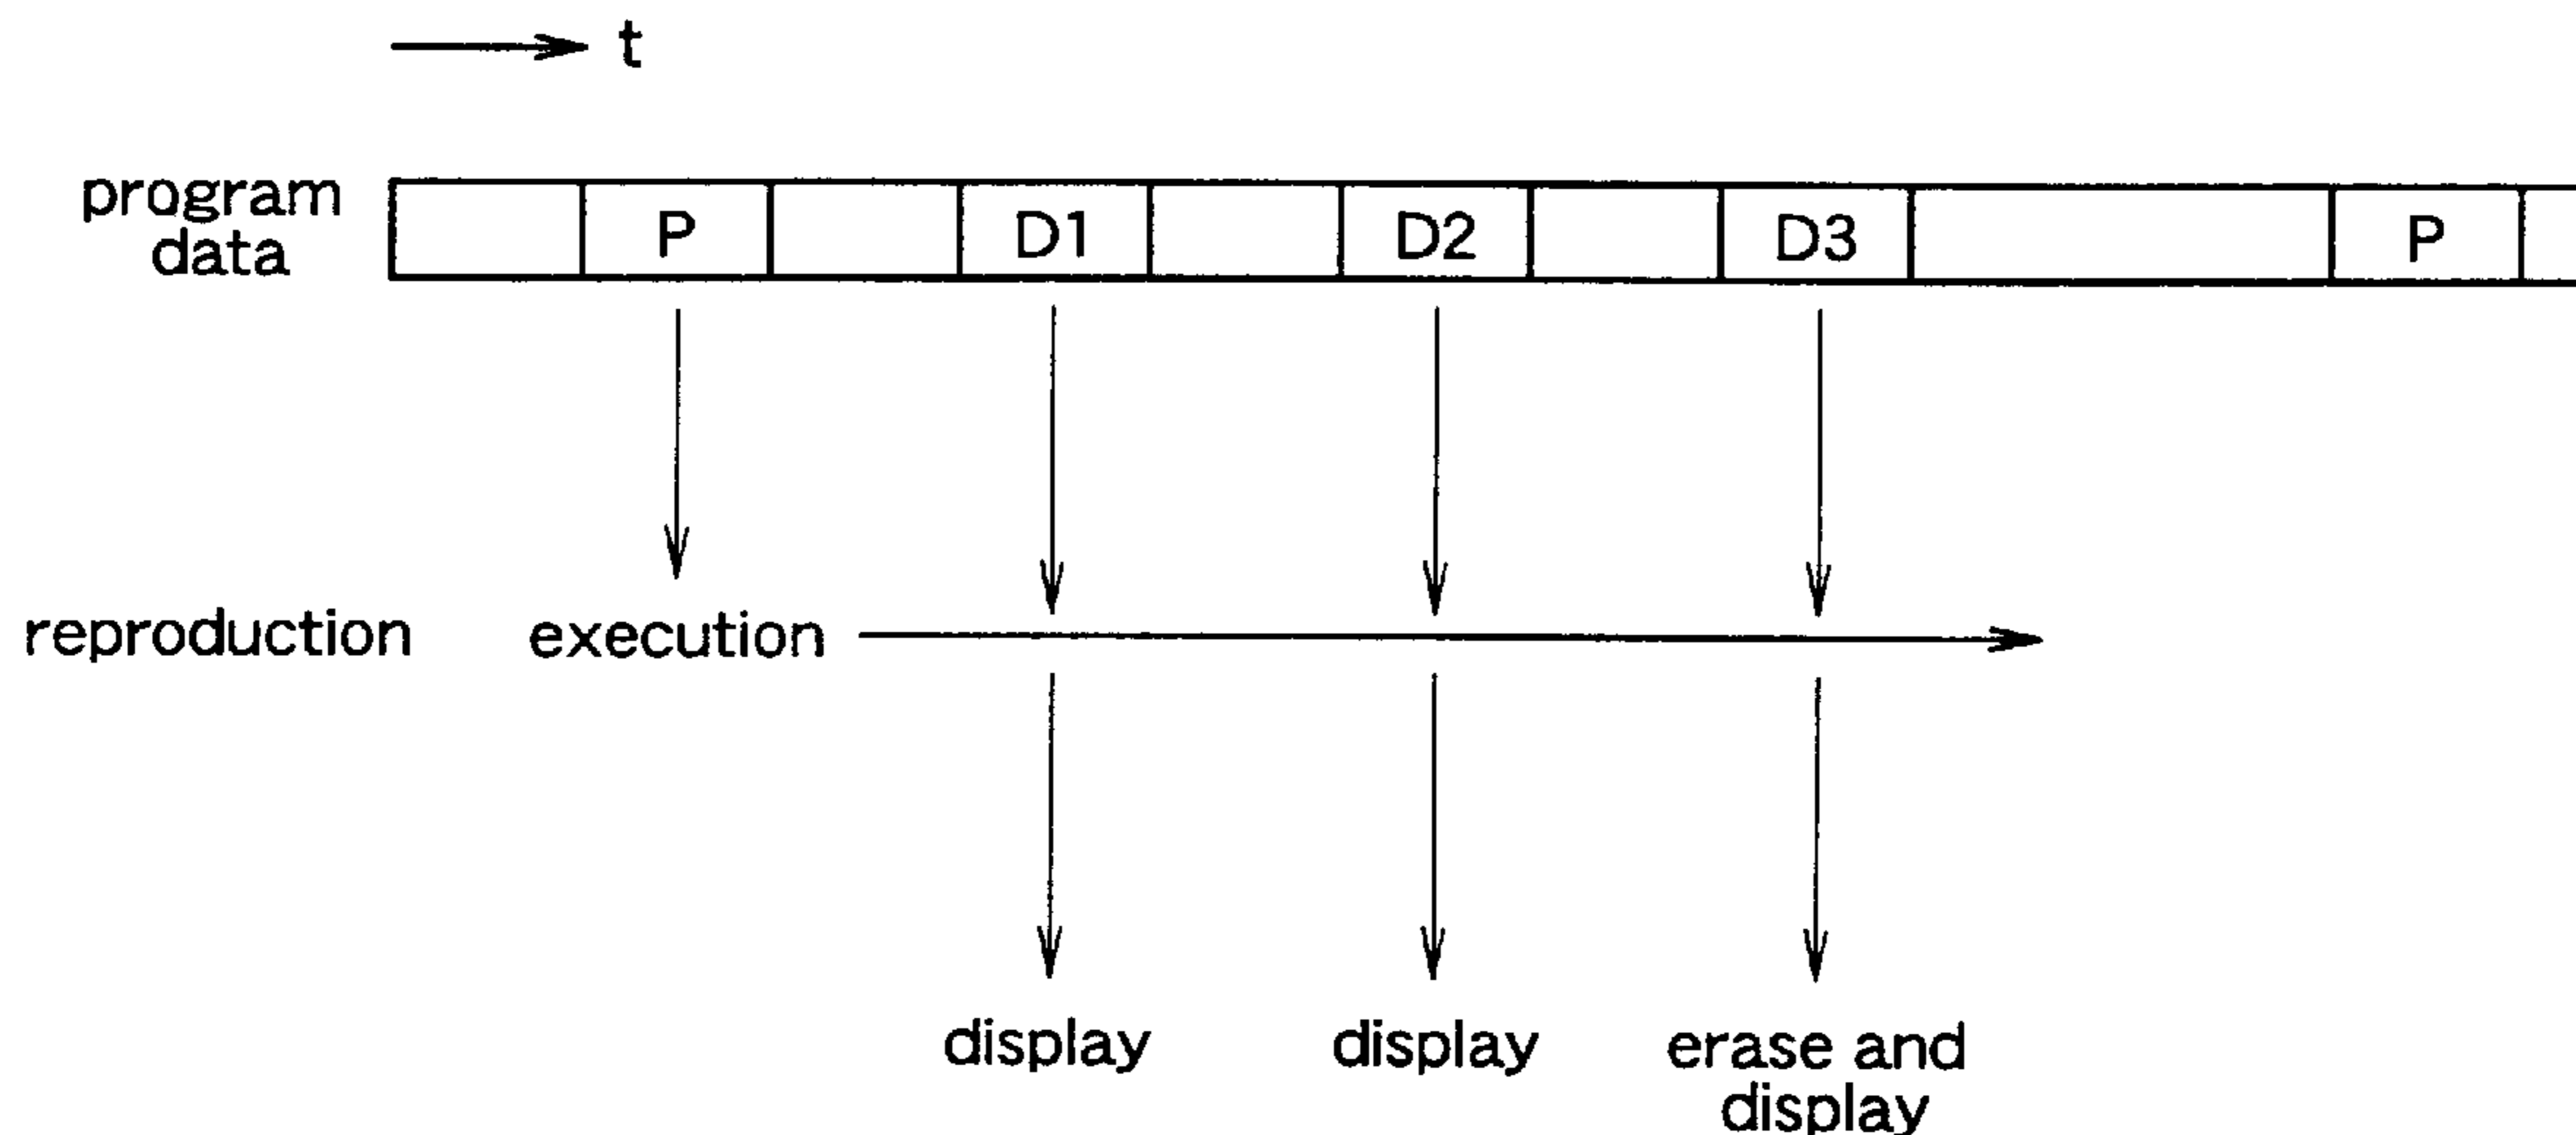 t
program
data
P D1 D2 D3 P
reproduction execution
display display erase and
display